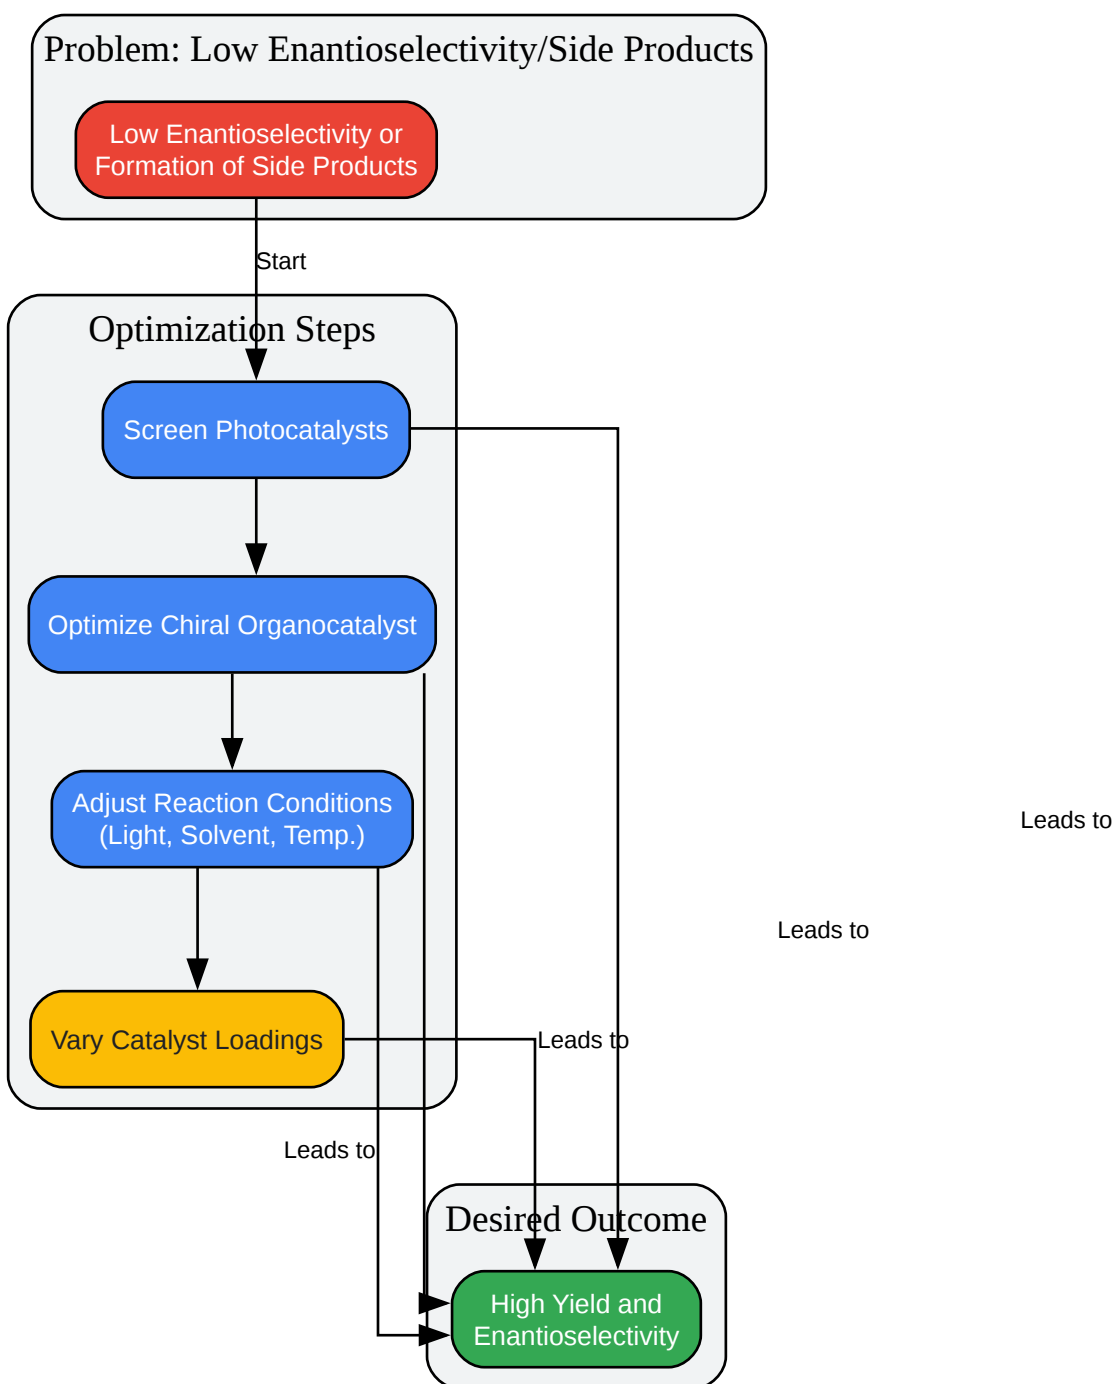 Problem: Low Enantioselectivity/Side Products
Low Enantioselectivity or
Formation of Side Products
Start
Optimization Steps
Screen Photocatalysts
Optimize Chiral Organocatalyst
Adjust Reaction Conditions
(Light, Solvent, Temp.)
Leads to
Leads to
Vary Catalyst Loadings
Leads to
Leads to
Desired Outcome
High Yield and
Enantioselectivity